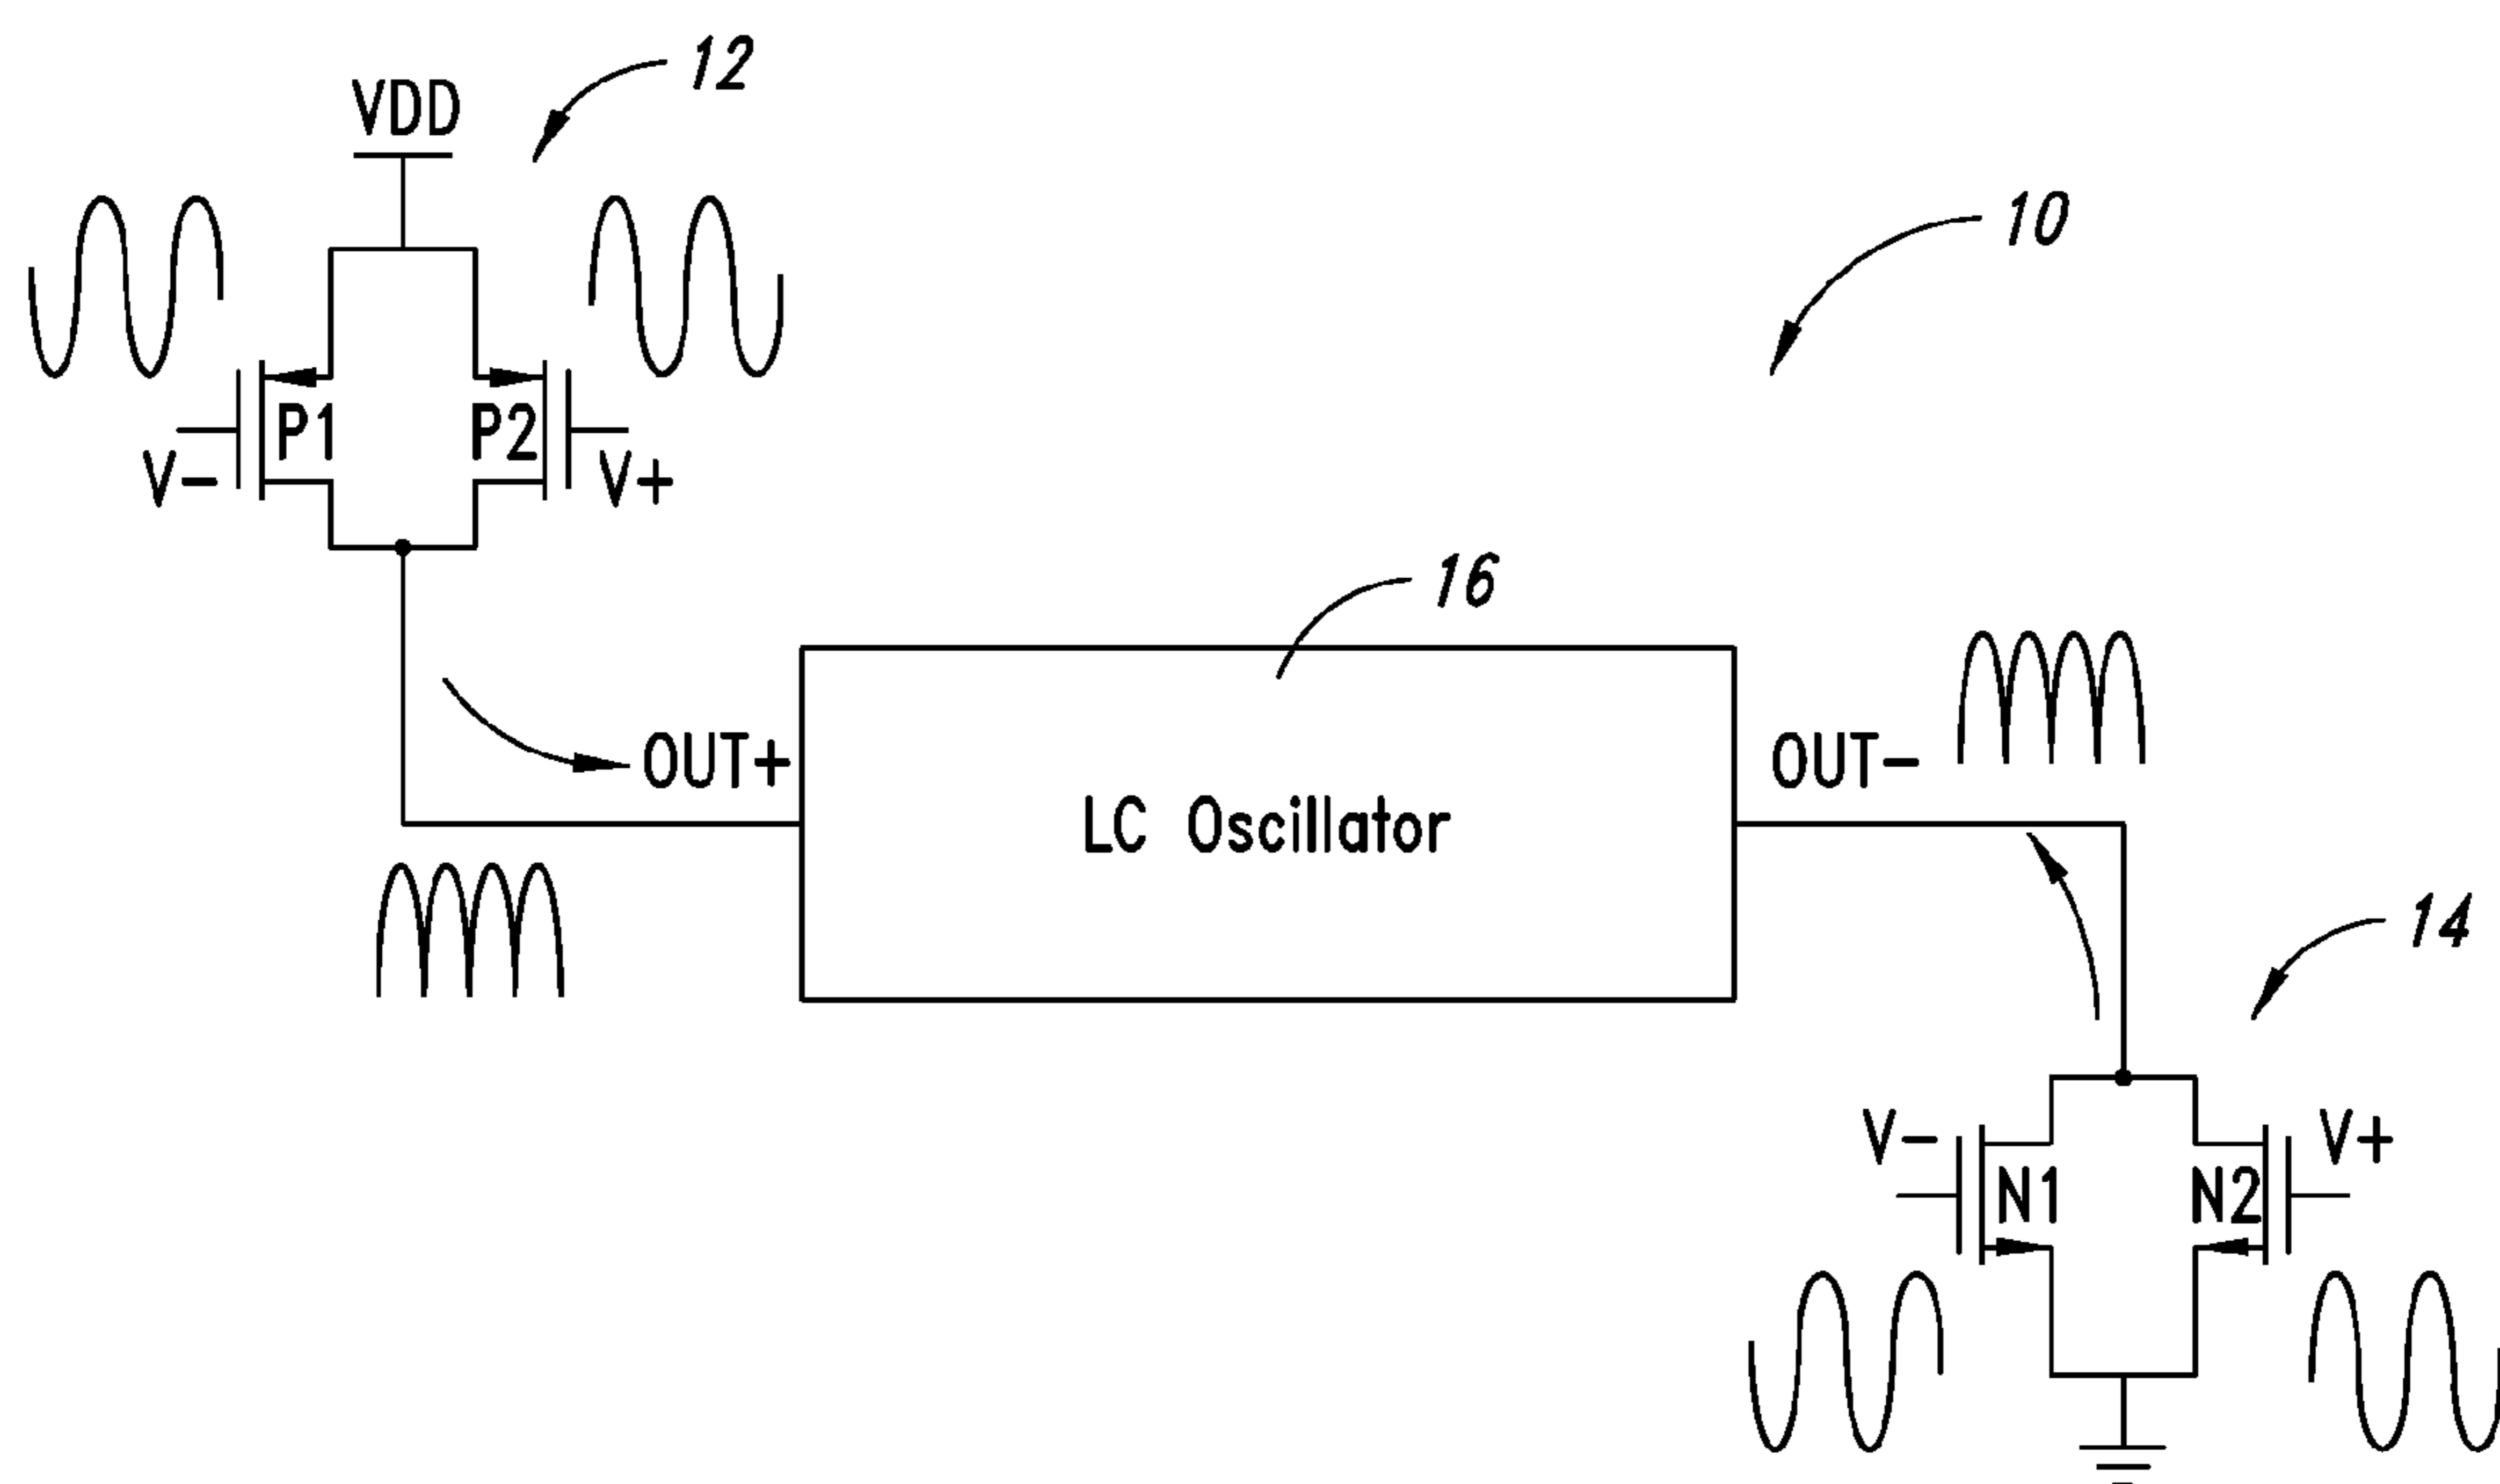 12
VDD
10
P1
P2
V-
V+
16
OUT+
OUT-
LC Oscillator
14
V-
V+
N1
N2